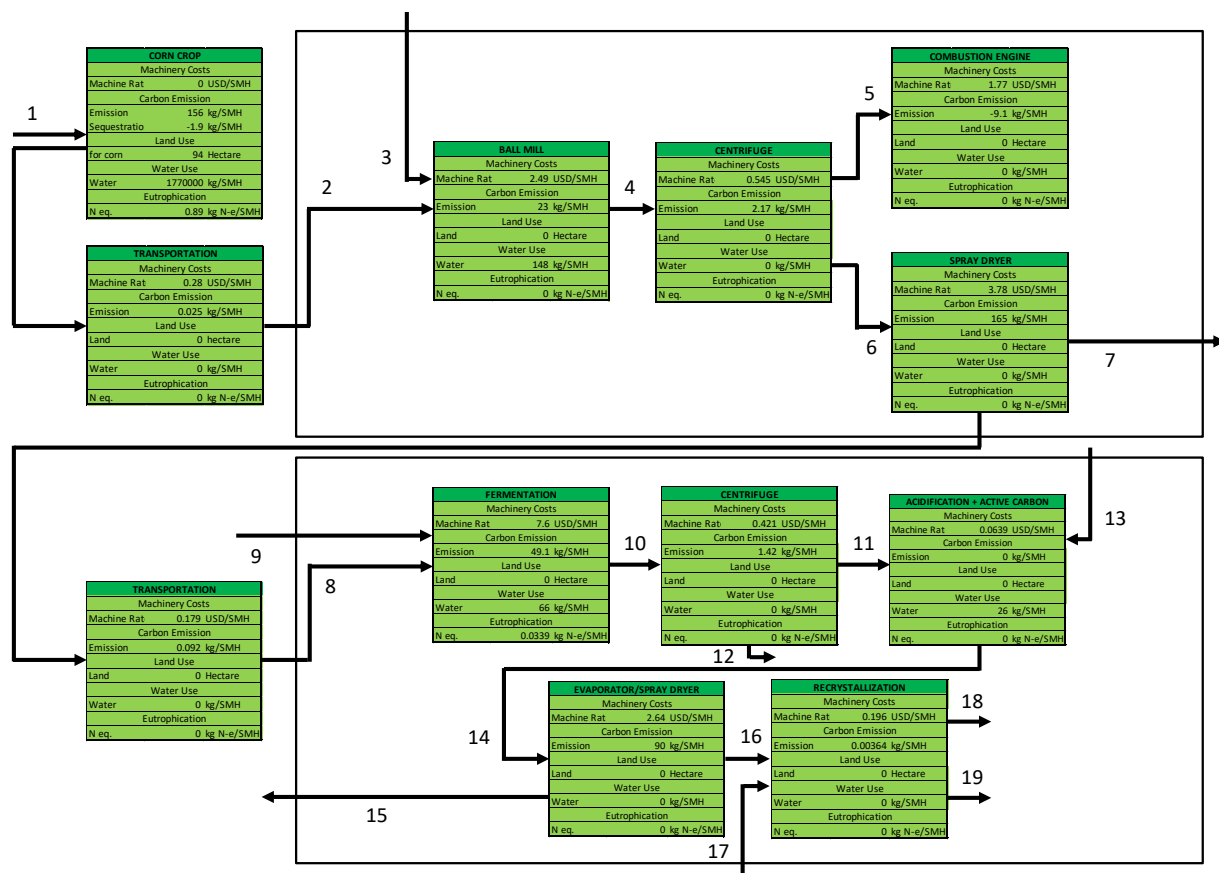 CORN CROP
Machinery Costs
Machine Rat 0 USD/SMH
Carbon Emission
Emission 156 kg/SMH
Sequestratio -1.9 kg/SMH
Land Use
for corn 94 Hectare
Water Use
Water 1770000 kg/SMH
Eutrophication
N eq. 0.89 kg N-e/SMH
1
TRANSPORTATION
Machinery Costs
Machine Rat 0.28 USD/SMH
Carbon Emission
Emission 0.025 kg/SMH
Land Use
Land 0 hectare
Water Use
Water 0 kg/SMH
Eutrophication
N eq. 0 kg N-e/SMH
2
3
BALL MILL
Machinery Costs
Machine Rat 2.49 USD/SMH
Carbon Emission
Emission 23 kg/SMH
Land Use
Land 0 Hectare
Water Use
Water 148 kg/SMH
Eutrophication
N eq. 0 kg N-e/SMH
4
CENTRIFUGE
Machinery Costs
Machine Rat 0.545 USD/SMH
Carbon Emission
Emission 2.17 kg/SMH
Land Use
Land 0 Hectare
Water Use
Water 0 kg/SMH
Eutrophication
N eq. 0 kg N-e/SMH
5
COMBUSTION ENGINE
Machinery Costs
Machine Rat 1.77 USD/SMH
Carbon Emission
Emission -9.1 kg/SMH
Land Use
Land 0 Hectare
Water Use
Water 0 kg/SMH
Eutrophication
N eq. 0 kg N-e/SMH
6
SPRAY DRYER
Machinery Costs
Machine Rat 3.78 USD/SMH
Carbon Emission
Emission 165 kg/SMH
Land Use
Land 0 Hectare
Water Use
Water 0 kg/SMH
Eutrophication
N eq. 0 kg N-e/SMH
7
TRANSPORTATION
Machinery Costs
Machine Rat 0.179 USD/SMH
Carbon Emission
Emission 0.092 kg/SMH
Land Use
Land 0 Hectare
Water Use
Water 0 kg/SMH
Eutrophication
N eq. 0 kg N-e/SMH
8
9
FERMENTATION
Machinery Costs
Machine Rat 7.6 USD/SMH
Carbon Emission
Emission 49.1 kg/SMH
Land Use
Land 0 Hectare
Water Use
Water 66 kg/SMH
Eutrophication
N eq. 0.0339 kg N-e/SMH
10
CENTRIFUGE
Machinery Costs
Machine Rat 0.421 USD/SMH
Carbon Emission
Emission 1.42 kg/SMH
Land Use
Land 0 Hectare
Water Use
Water 0 kg/SMH
Eutrophication
N eq. 0 kg N-e/SMH
11
12
ACIDIFICATION + ACTIVE CARBON
Machinery Costs
Machine Rat 0.0639 USD/SMH
Carbon Emission
Emission 0 kg/SMH
Land Use
Land 0 Hectare
Water Use
Water 26 kg/SMH
Eutrophication
N eq. 0 kg N-e/SMH
13
14
EVAPORATOR/SPRAY DRYER
Machinery Costs
Machine Rat 2.64 USD/SMH
Carbon Emission
Emission 90 kg/SMH
Land Use
Land 0 Hectare
Water Use
Water 0 kg/SMH
Eutrophication
N eq. 0 kg N-e/SMH
15
16
RECRYSTALLIZATION
Machinery Costs
Machine Rat 0.196 USD/SMH
Carbon Emission
Emission 0.00364 kg/SMH
Land Use
Land 0 Hectare
Water Use
Water 0 kg/SMH
Eutrophication
N eq. 0 kg N-e/SMH
17
18
19